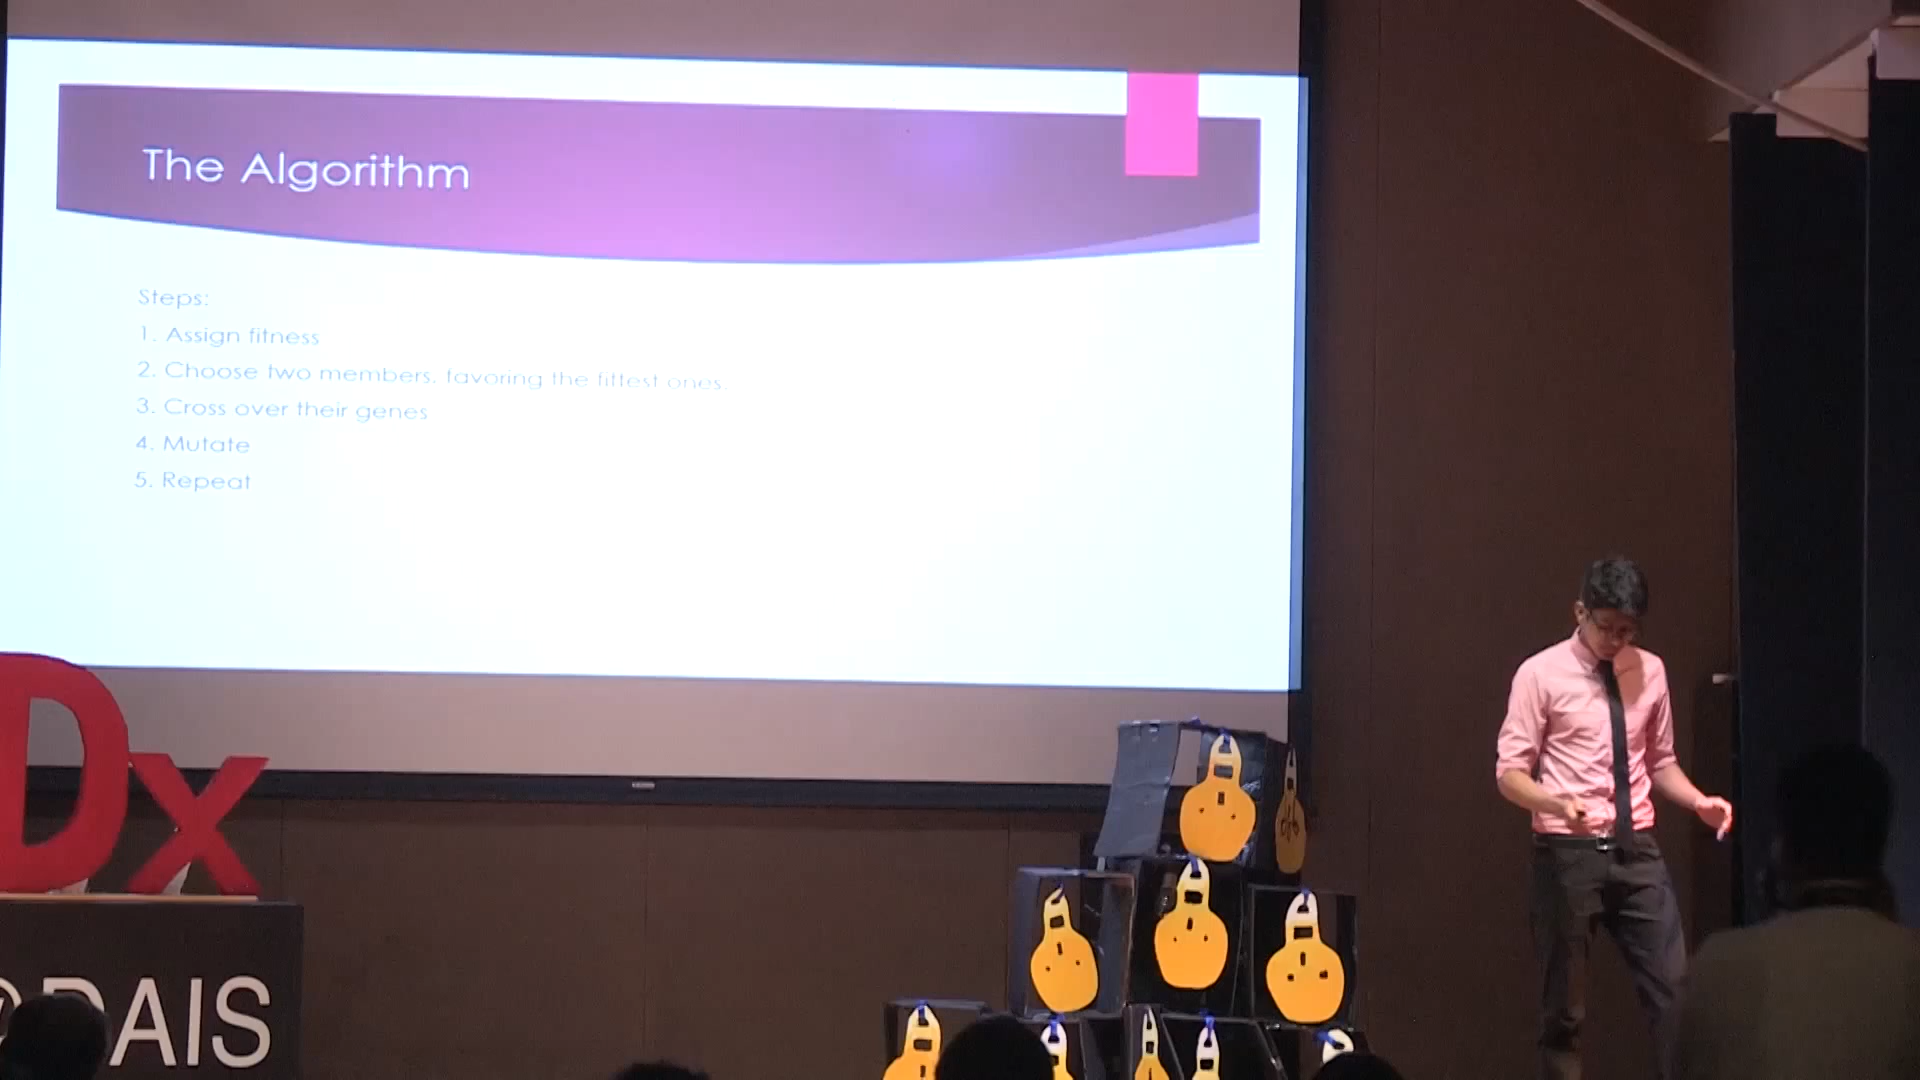 The Algorithm
Steps:
1. Assign fitness
2. Choose two members, favoring the fittest ones.
3. Cross over their genes
4. Mutate
5. Repeat
Dx
@DAIS